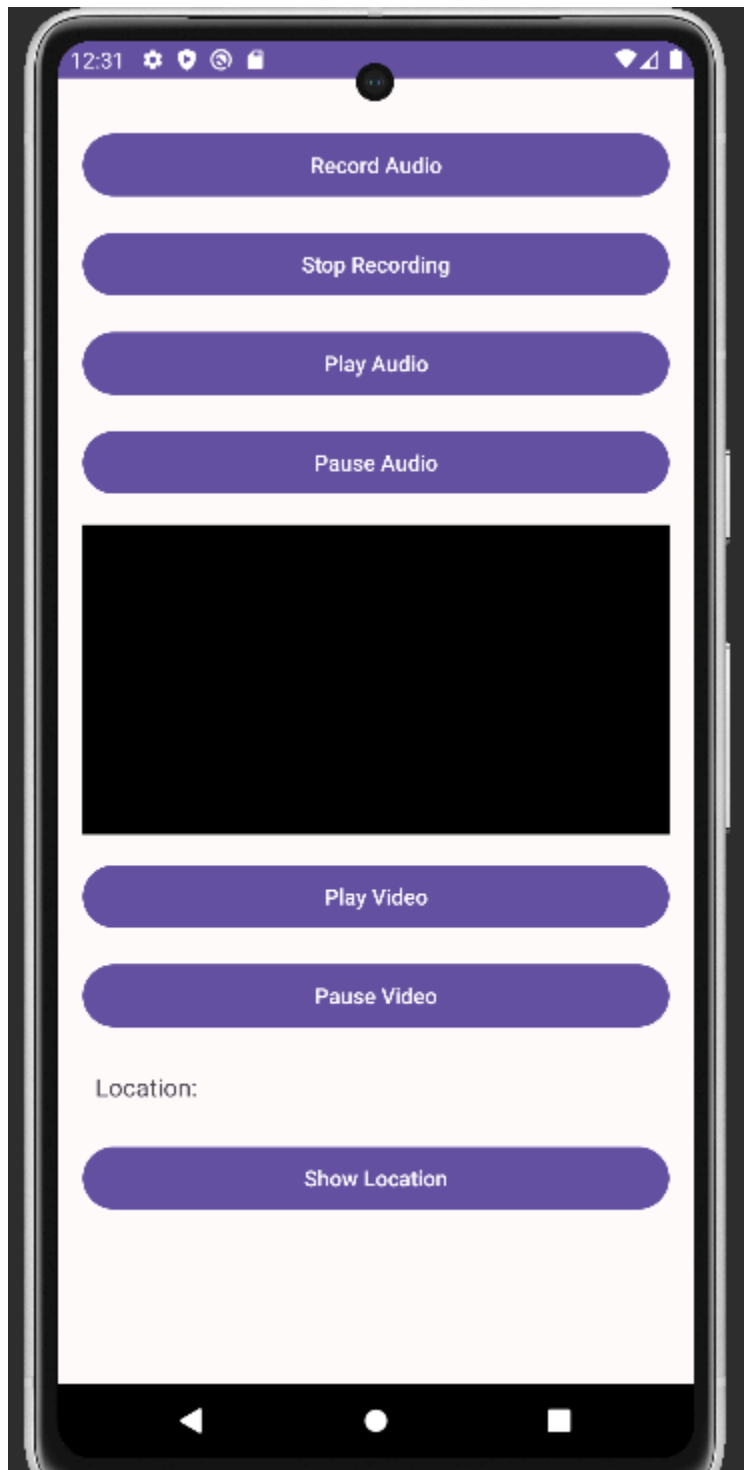 12:31
Record Audio
Stop Recording
Play Audio
Pause Audio
Play Video
Pause Video
Location:
Show Location